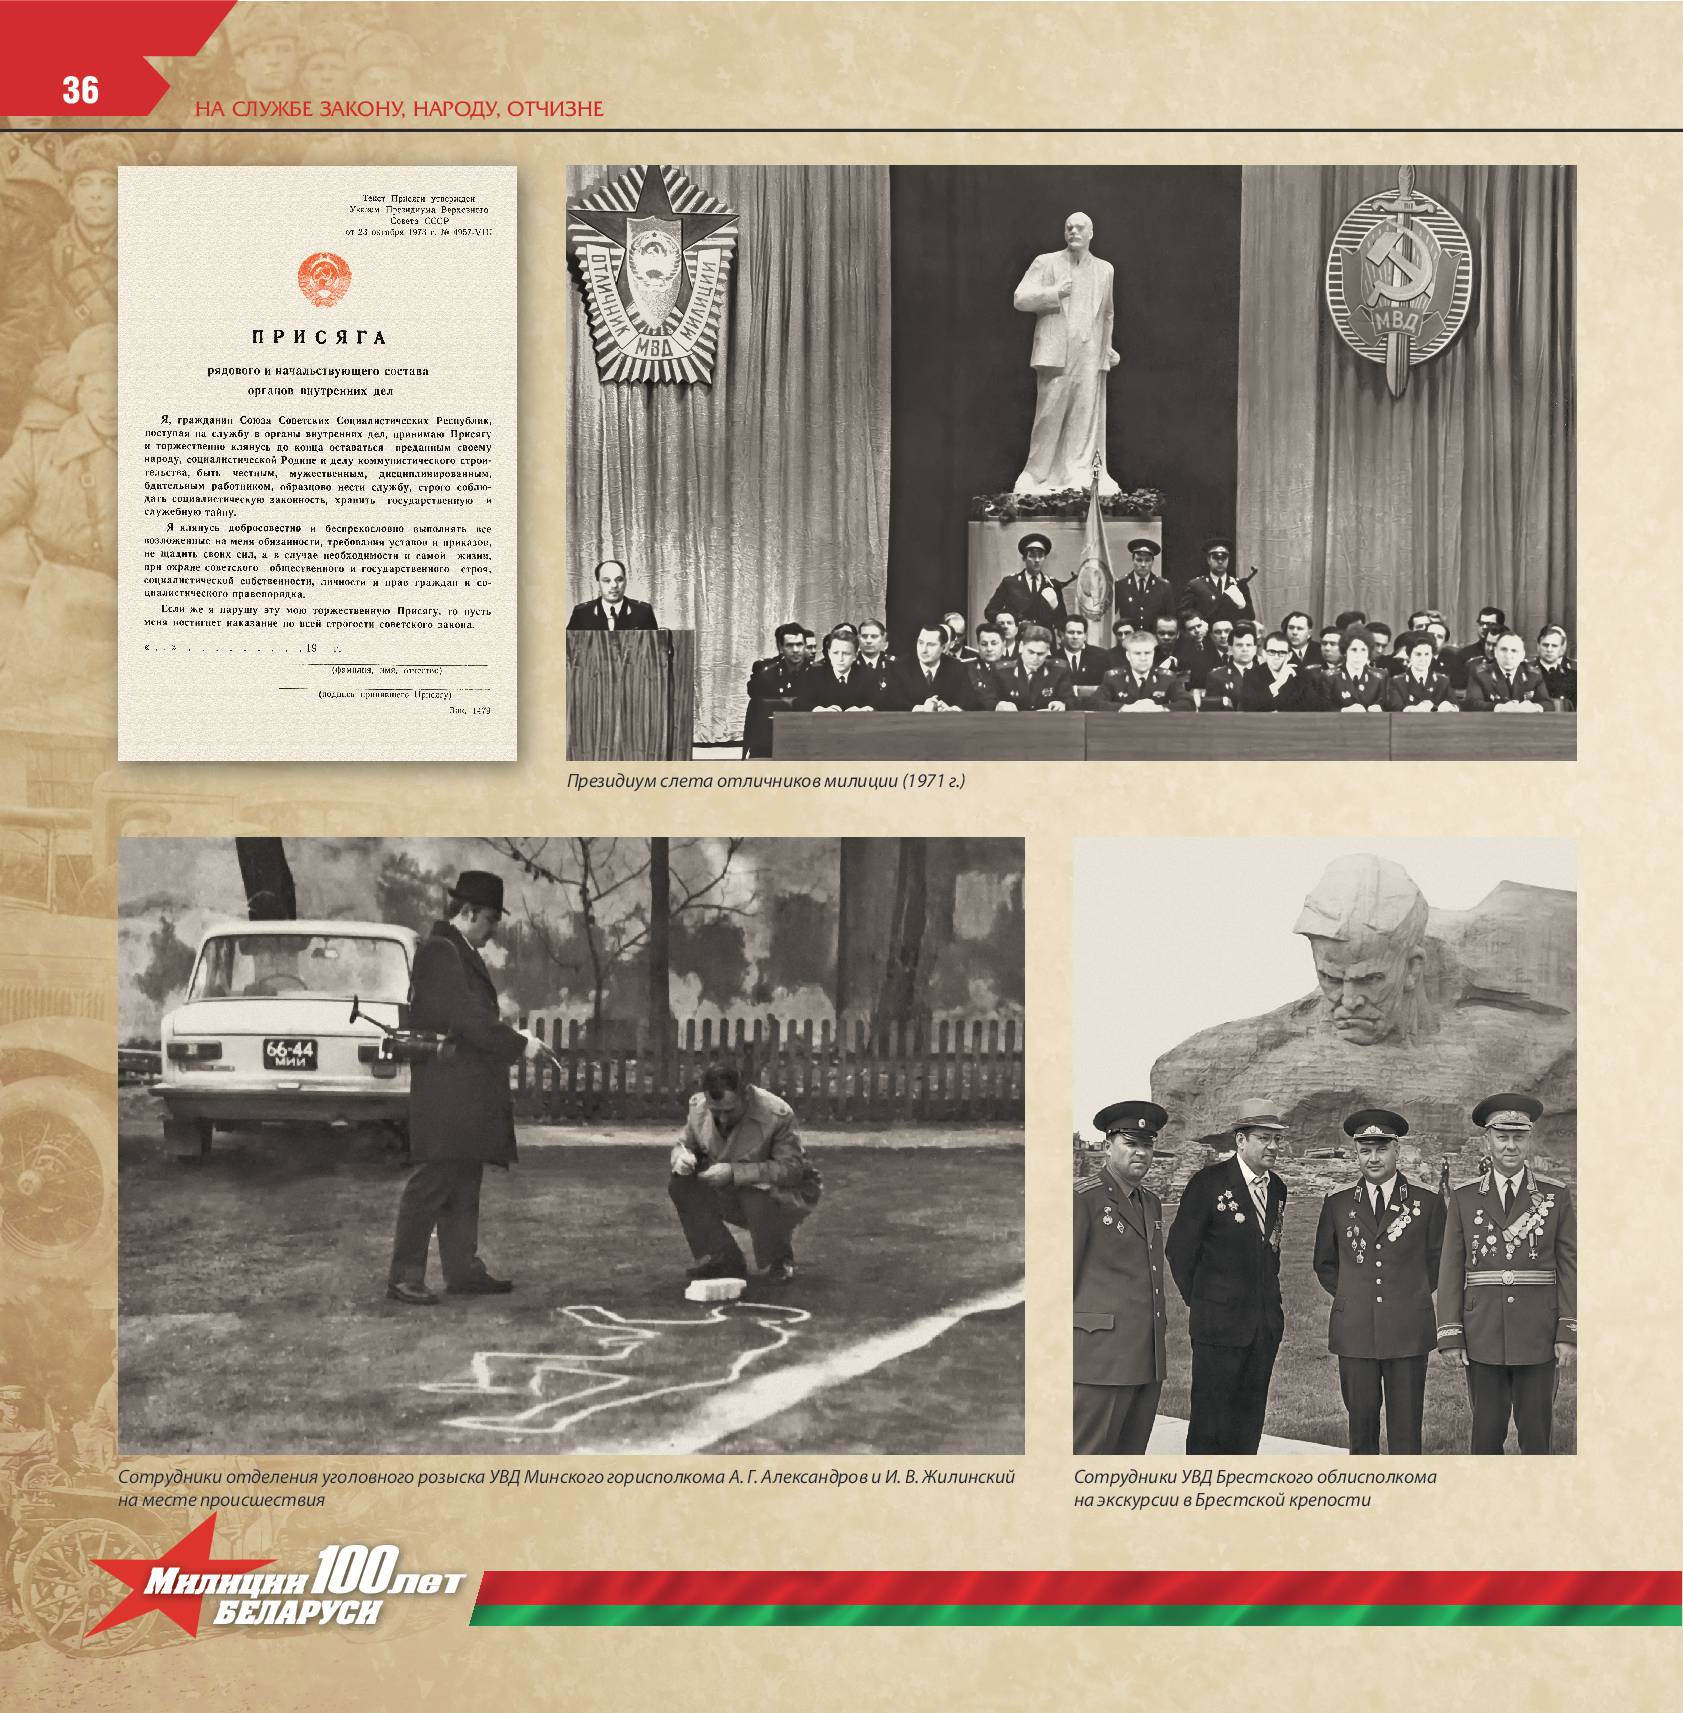 36
НА СЛУЖБЕ ЗАКОНУ, НАРОДУ, ОТЧИЗНЕ
Текст Присяги утвержден
Указом Президиума Верховного
Совета СССР
от 23 октября 1973 г. № 4957-VIII
ПРИСЯГА
рядового и начальствующего состава
органов внутренних дел
Я, гражданин Союза Советских Социалистических Республик,
поступая на службу в органы внутренних дел, принимаю Присягу
и торжественно клянусь до конца оставаться преданным своему
народу, социалистической Родине и делу коммунистического строи-
тельства, быть честным, мужественным, дисциплинированным,
бдительным работником, образцово нести службу, строго соблю-
дать социалистическую законность, хранить государственную и
служебную тайну.
Я клянусь добросовестно и беспрекословно выполнять все
возложенные на меня обязанности, требования уставов и приказов,
не щадить своих сил, а в случае необходимости и самой жизни,
при охране советского общественного и государственного строя,
социалистической собственности, личности и прав граждан и со-
циалистического правопорядка.
Если же я нарушу эту мою торжественную Присягу, то пусть
меня постигнет наказание по всей строгости советского закона.
« . . » . . . . . . . . . . 19 г.
(фамилия, имя, отчество)
(подпись принявшего Присягу)
Зак. 1479
ОТЛИЧНИК
МИЛИЦИИ
МВД
МВД
Президиум слета отличников милиции (1971 г.)
66-44
МИИ
Сотрудники отделения уголовного розыска УВД Минского горисполкома А. Г. Александров и И. В. Жилинский
на месте происшествия
Сотрудники УВД Брестского облисполкома
на экскурсии в Брестской крепости
Милиции 100 лет
БЕЛАРУСИ